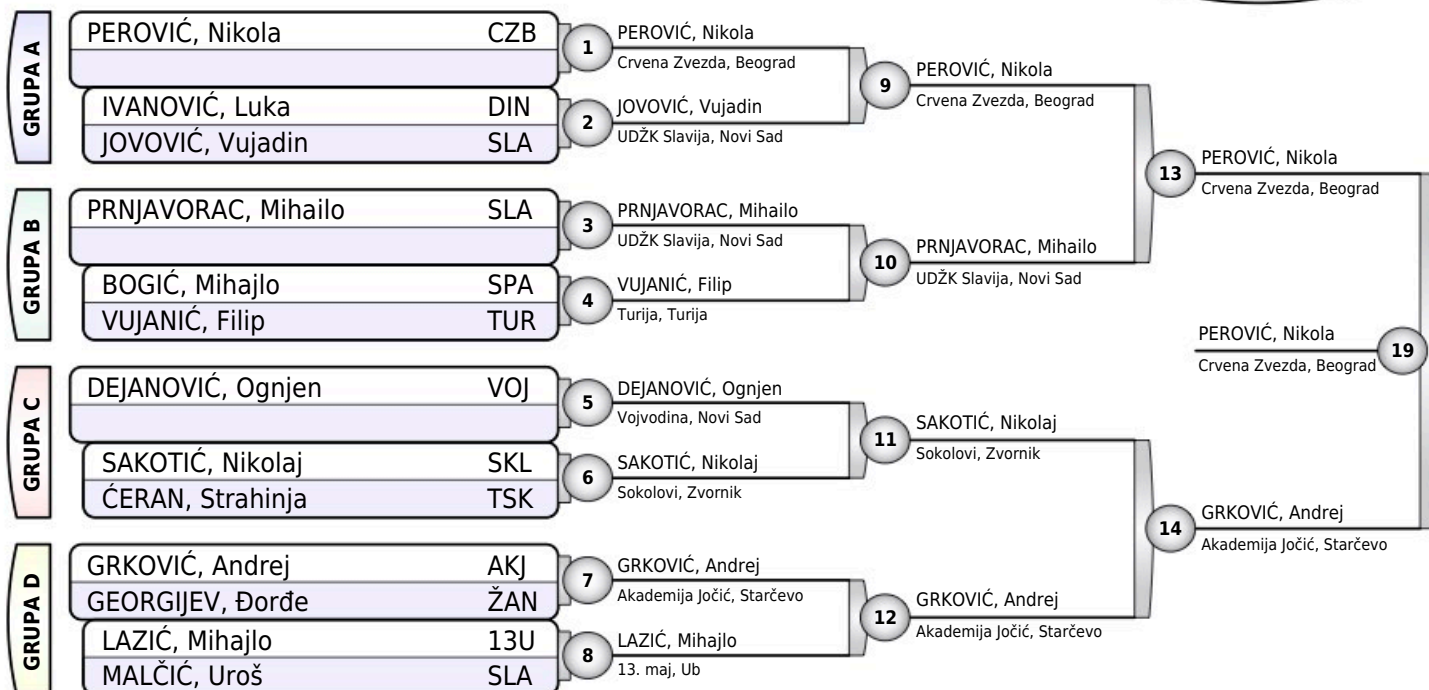 GRUPA A
PEROVIĆ, Nikola CZB
IVANOVIĆ, Luka DIN
JOVOVIĆ, Vujadin SLA
GRUPA B
PRNJAVORAC, Mihailo SLA
BOGIĆ, Mihajlo SPA
VUJANIĆ, Filip TUR
GRUPA C
DEJANOVIĆ, Ognjen VOJ
SAKOTIĆ, Nikolaj SKL
ĆERAN, Strahinja TSK
GRUPA D
GRKOVIĆ, Andrej AKJ
GEORGIJEV, Đorđe ŽAN
LAZIĆ, Mihajlo 13U
MALČIĆ, Uroš SLA
1
PEROVIĆ, Nikola
Crvena Zvezda, Beograd
2
JOVOVIĆ, Vujadin
UDŽK Slavija, Novi Sad
3
PRNJAVORAC, Mihailo
UDŽK Slavija, Novi Sad
4
VUJANIĆ, Filip
Turija, Turija
5
DEJANOVIĆ, Ognjen
Vojvodina, Novi Sad
6
SAKOTIĆ, Nikolaj
Sokolovi, Zvornik
7
GRKOVIĆ, Andrej
Akademija Jočić, Starčevo
8
LAZIĆ, Mihajlo
13. maj, Ub
9
PEROVIĆ, Nikola
Crvena Zvezda, Beograd
10
PRNJAVORAC, Mihailo
UDŽK Slavija, Novi Sad
11
SAKOTIĆ, Nikolaj
Sokolovi, Zvornik
12
GRKOVIĆ, Andrej
Akademija Jočić, Starčevo
13
PEROVIĆ, Nikola
Crvena Zvezda, Beograd
14
GRKOVIĆ, Andrej
Akademija Jočić, Starčevo
PEROVIĆ, Nikola
Crvena Zvezda, Beograd
19